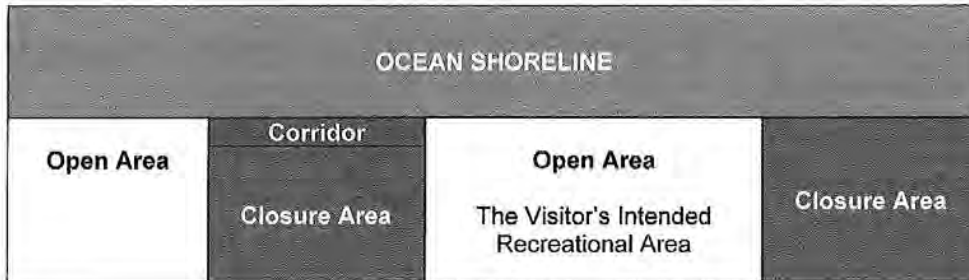 OCEAN SHORELINE
Corridor
Open Area
Closure Area
Open Area
The Visitor's Intended
Recreational Area
Closure Area